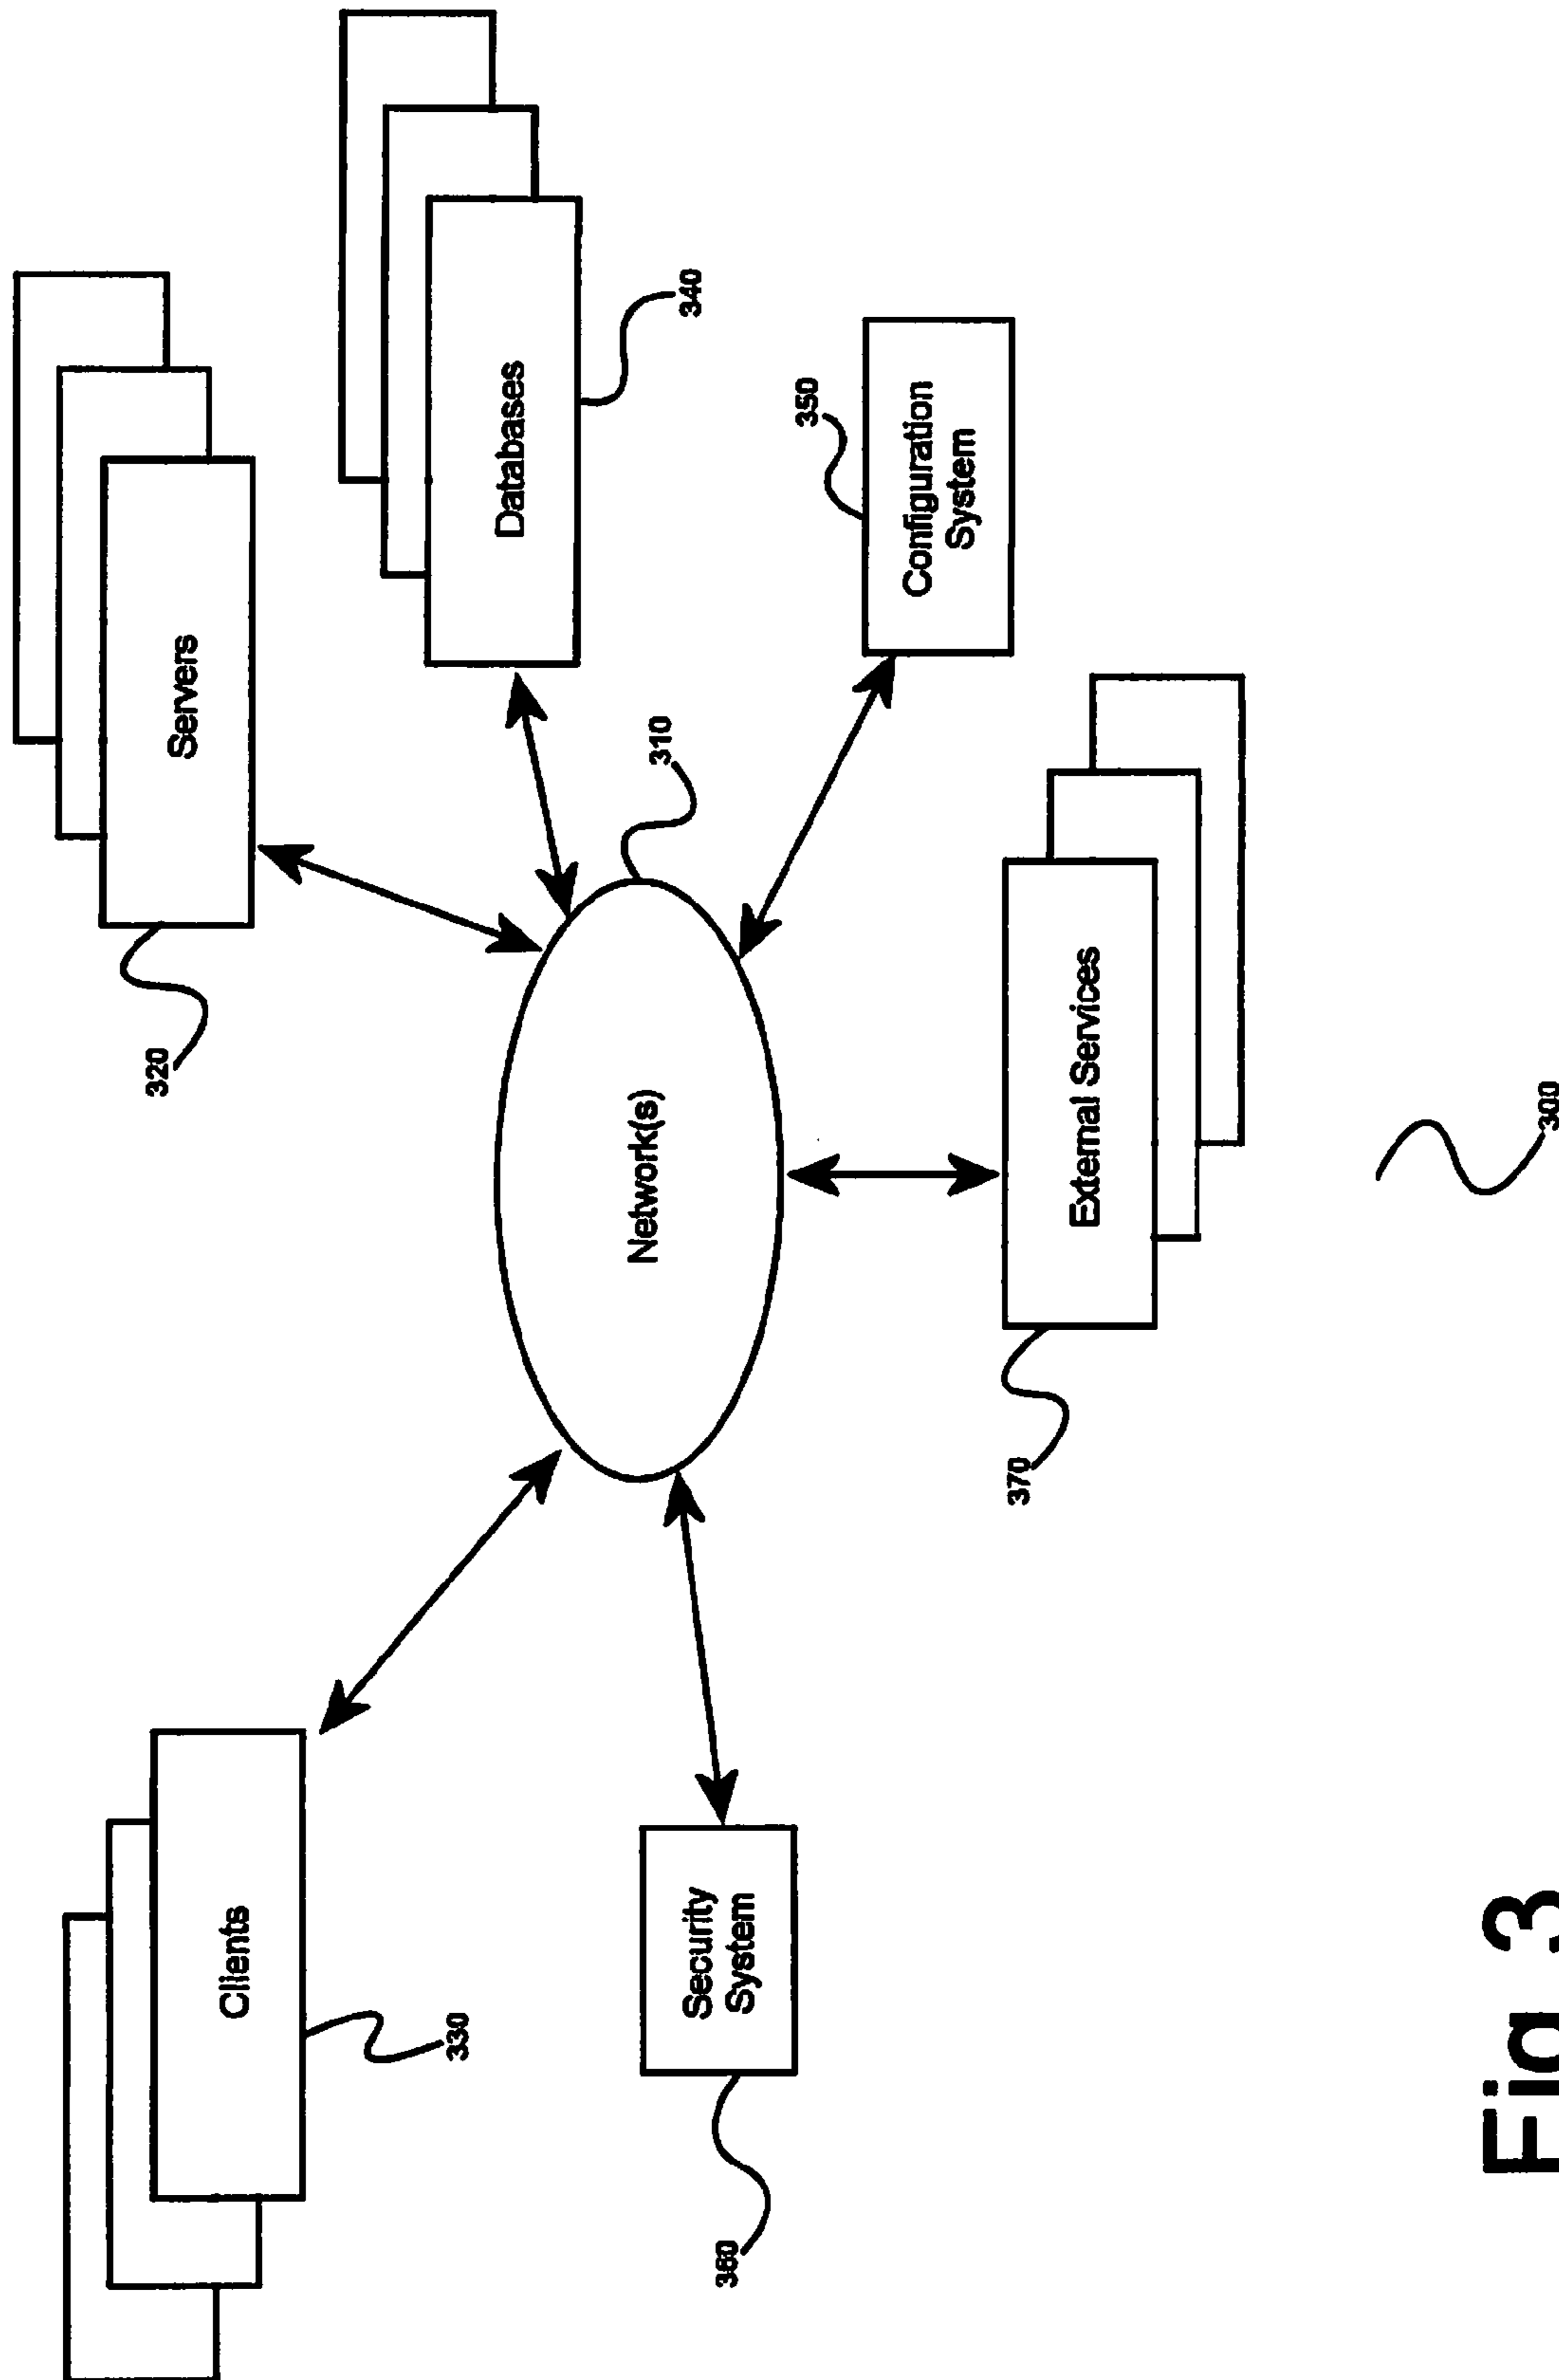 320
Servers
Clients
330
Databases
Network(s)
310
340
Security
System
360
350
Configuration
System
370
External Services
300
Fig 3